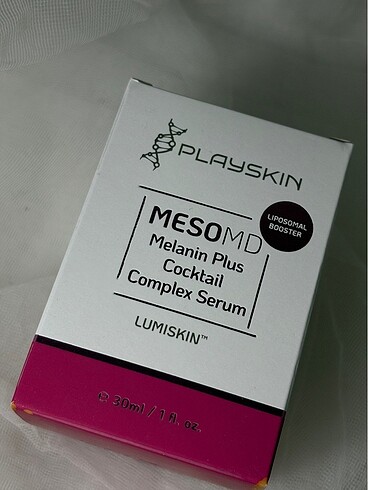 PLAYSKIN
LIPOSOMAL
BOOSTER
MESOMD
Melanin Plus
Cocktail
Complex Serum
LUMISKIN™
℮ 30ml / 1 fl. oz.